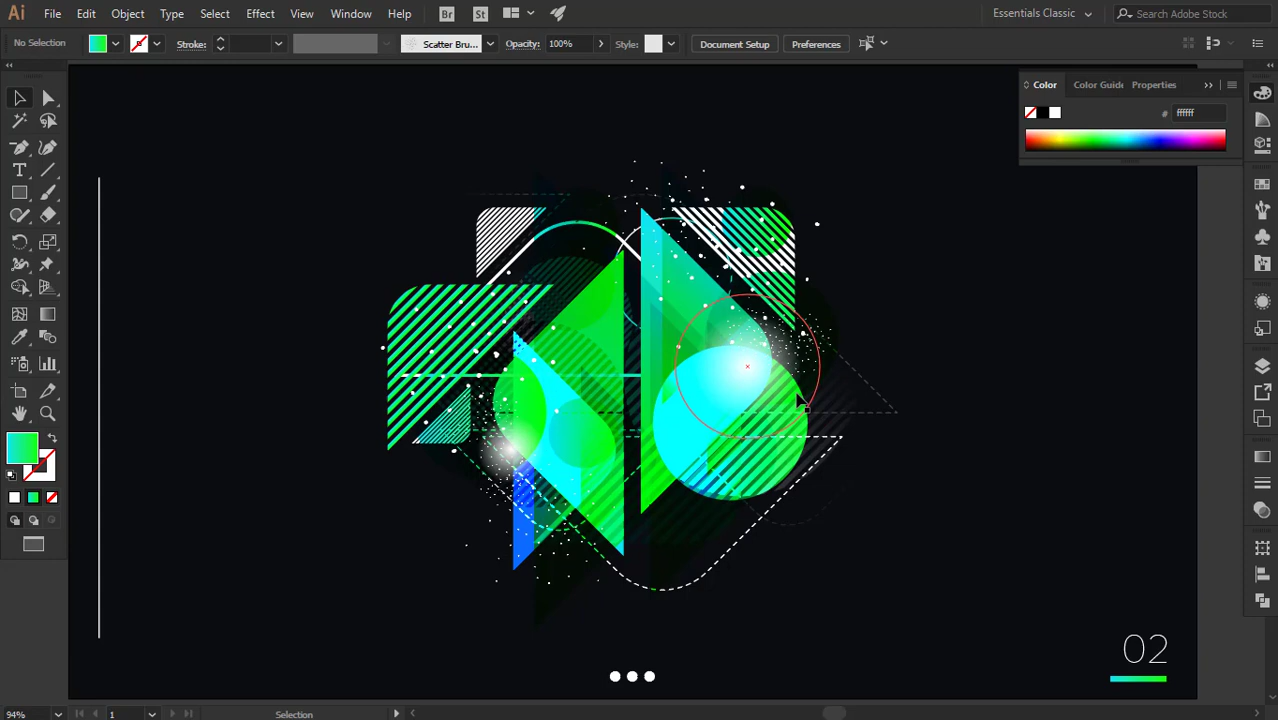 Ai File Edit Object Type Select Effect View Window Help Br St Essentials Classic Search Adobe Stock
No Selection Stroke: Scatter Bru... Opacity: 100% Style: Document Setup Preferences
Color Color Guide Properties
# ffffff
02
94% 1 Selection